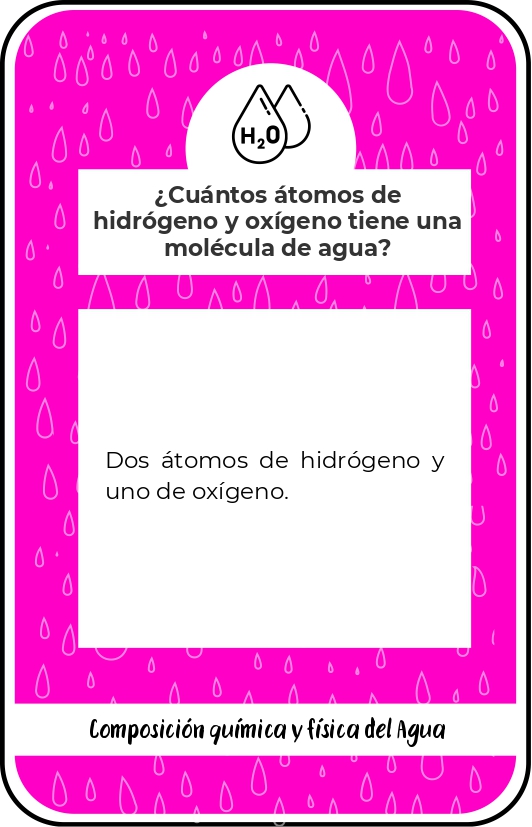 H₂O
¿Cuántos átomos de
hidrógeno y oxígeno tiene una
molécula de agua?
Dos átomos de hidrógeno y
uno de oxígeno.
Composición química y física del Agua